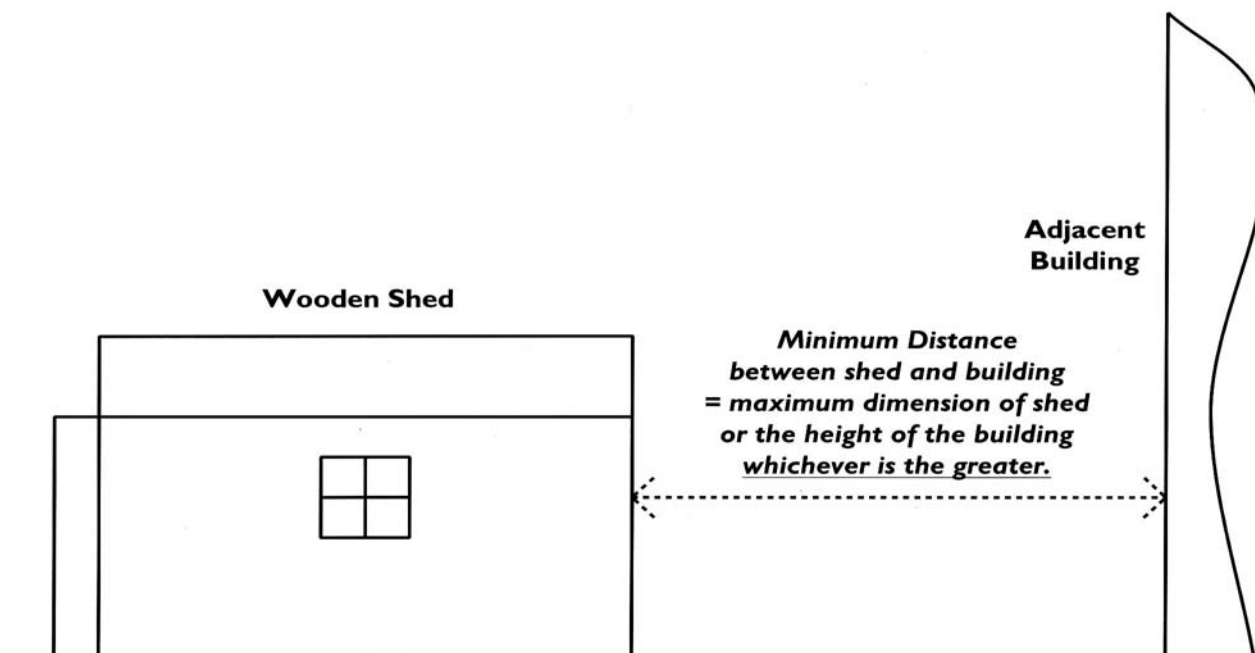 Adjacent
Building
Wooden Shed
Minimum Distance
between shed and building
= maximum dimension of shed
or the height of the building
whichever is the greater.